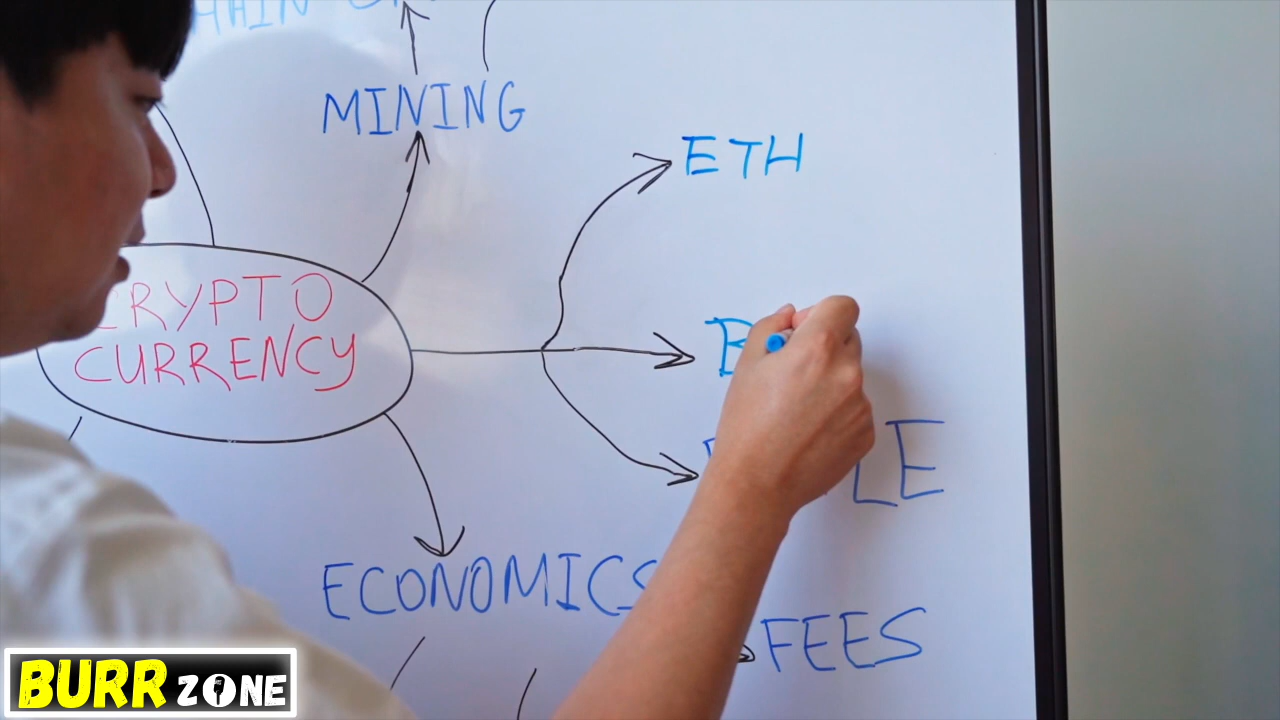 MINING
ETH
CRYPTO
CURRENCY
ECONOMICS
FEES
BURR ZONE